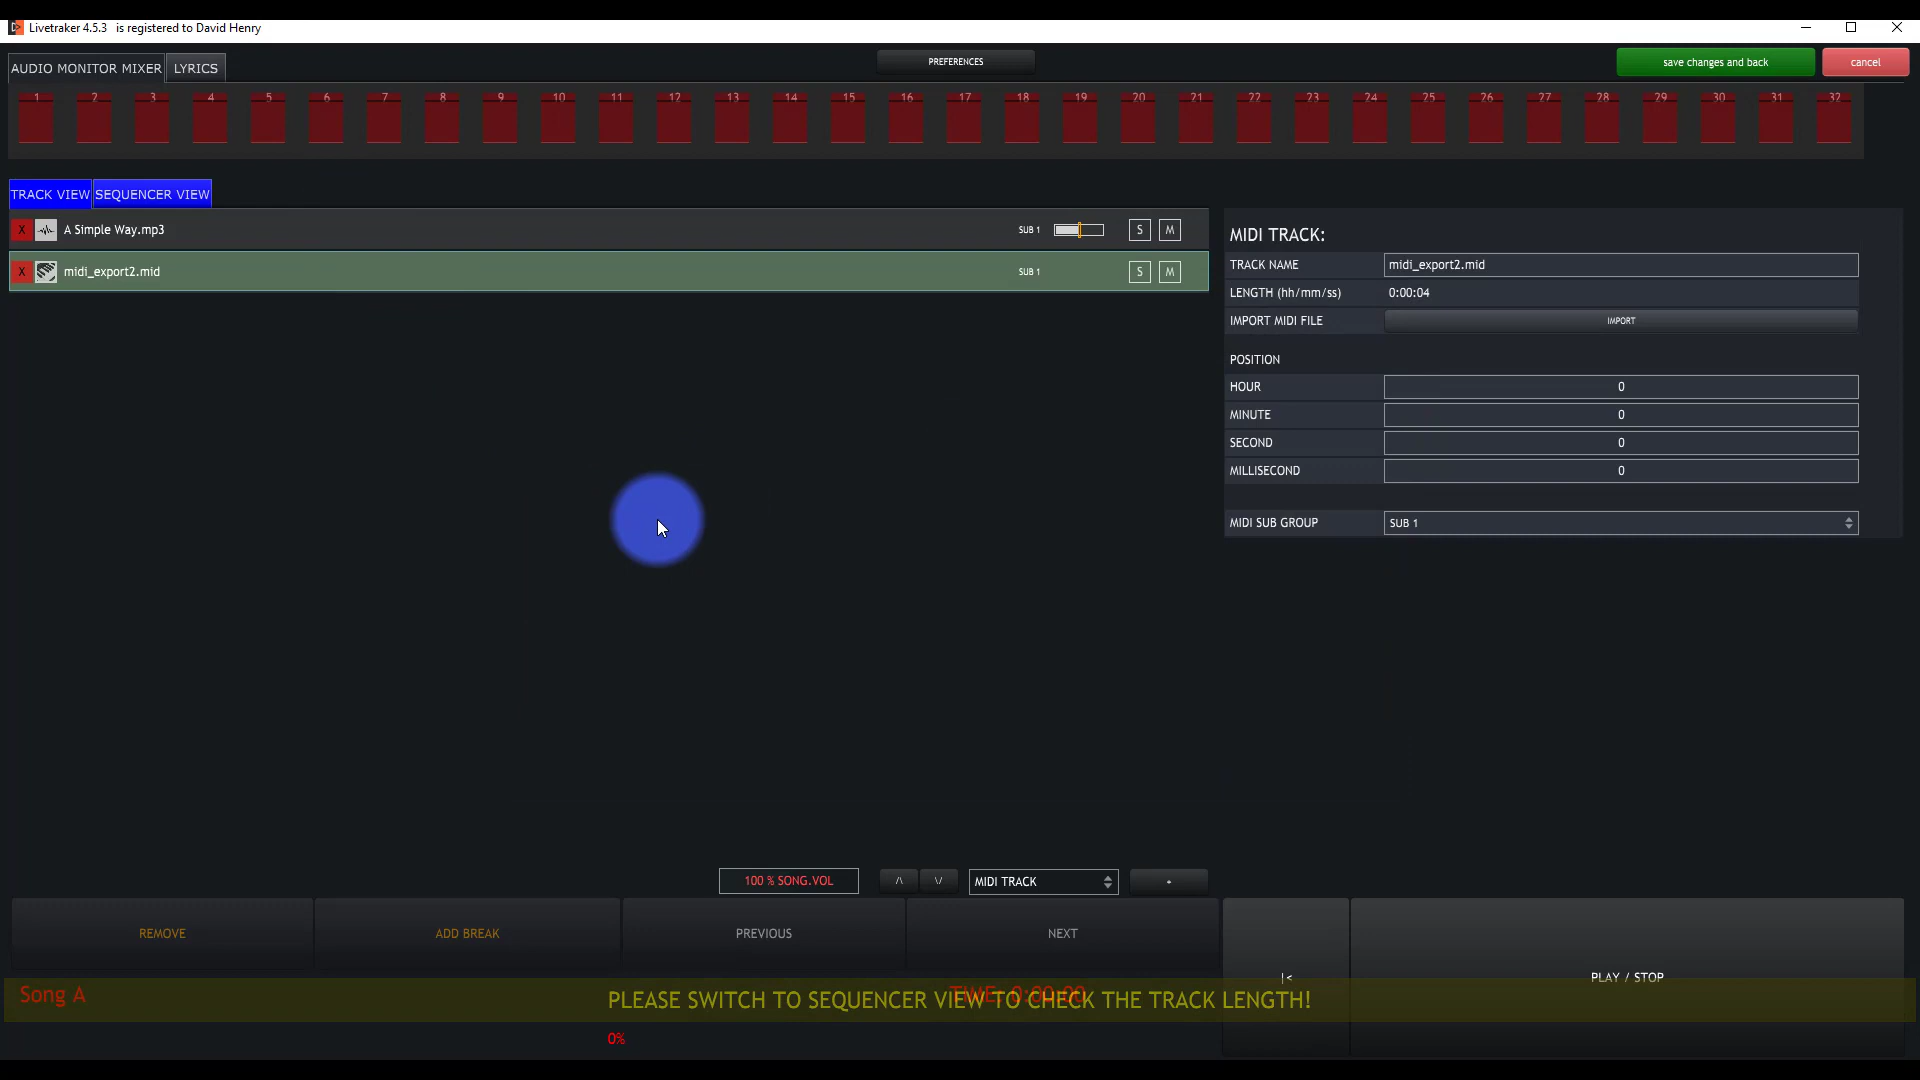 Livetraker 4.5.3 is registered to David Henry
AUDIO MONITOR MIXER LYRICS PREFERENCES save changes and back cancel
1 2 3 4 5 6 7 8 9 10 11 12 13 14 15 16 17 18 19 20 21 22 23 24 25 26 27 28 29 30 31 32
TRACK VIEW SEQUENCER VIEW
X A Simple Way.mp3 SUB 1 S M
X midi_export2.mid SUB 1 S M
MIDI TRACK:
TRACK NAME midi_export2.mid
LENGTH (hh/mm/ss) 0:00:04
IMPORT MIDI FILE IMPORT
POSITION
HOUR 0
MINUTE 0
SECOND 0
MILLISECOND 0
MIDI SUB GROUP SUB 1
100 % SONG.VOL /\ \/ MIDI TRACK +
REMOVE ADD BREAK PREVIOUS NEXT |< PLAY / STOP
Song A TIME: 0:00:00
PLEASE SWITCH TO SEQUENCER VIEW TO CHECK THE TRACK LENGTH!
0%